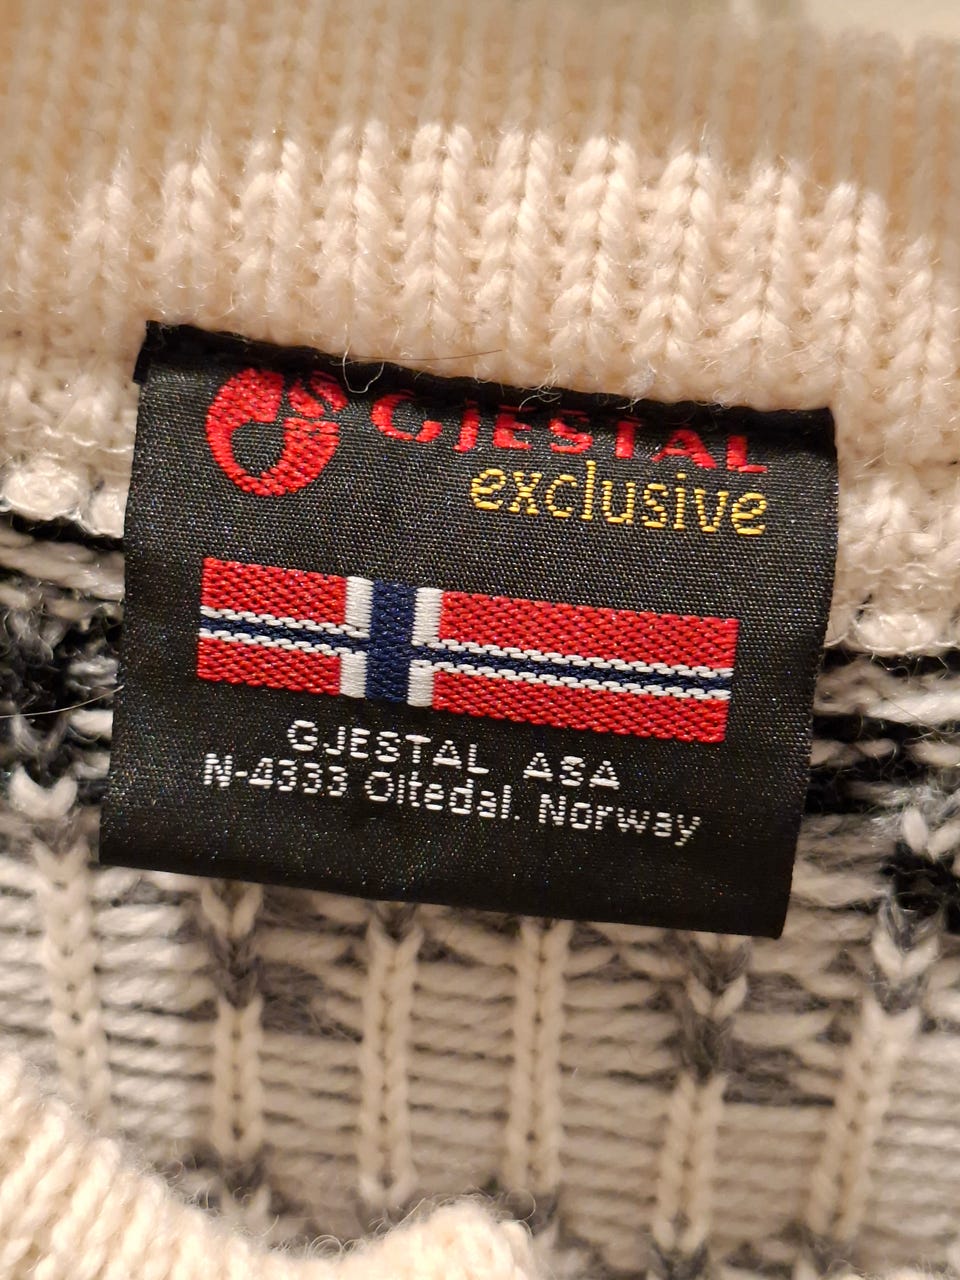 GJESTAL
exclusive
GJESTAL ASA
N-4333 Oltedal. Norway